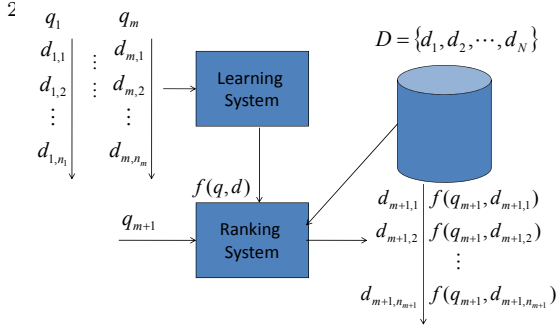 2
q_1 q_m
D = {d_1, d_2, ⋯, d_N}
d_{1,1} ⋮ d_{m,1}
d_{1,2} ⋮ d_{m,2}
⋮ ⋮
d_{1,n_1} d_{m,n_m}
Learning
System
f(q, d)
q_{m+1}
Ranking
System
d_{m+1,1} f(q_{m+1}, d_{m+1,1})
d_{m+1,2} f(q_{m+1}, d_{m+1,2})
⋮
d_{m+1,n_{m+1}} f(q_{m+1}, d_{m+1,n_{m+1}})